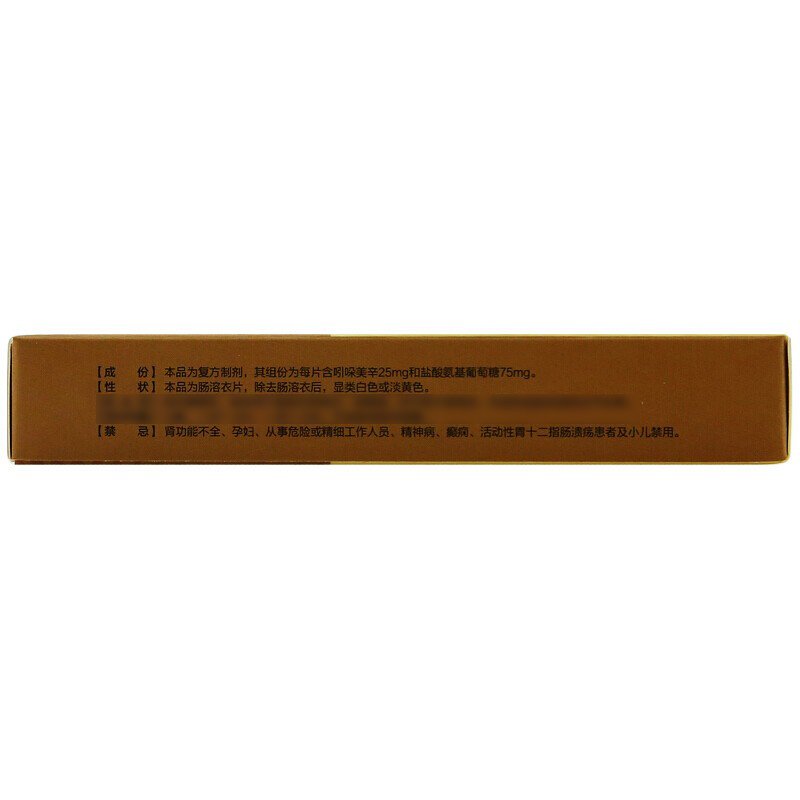 【成　份】本品为复方制剂，其组份为每片含吲哚美辛25mg和盐酸氨基葡萄糖75mg。
【性　状】本品为肠溶衣片，除去肠溶衣后，显类白色或淡黄色。
【禁　忌】肾功能不全、孕妇、从事危险或精细工作人员、精神病、癫痫、活动性胃十二指肠溃疡患者及小儿禁用。